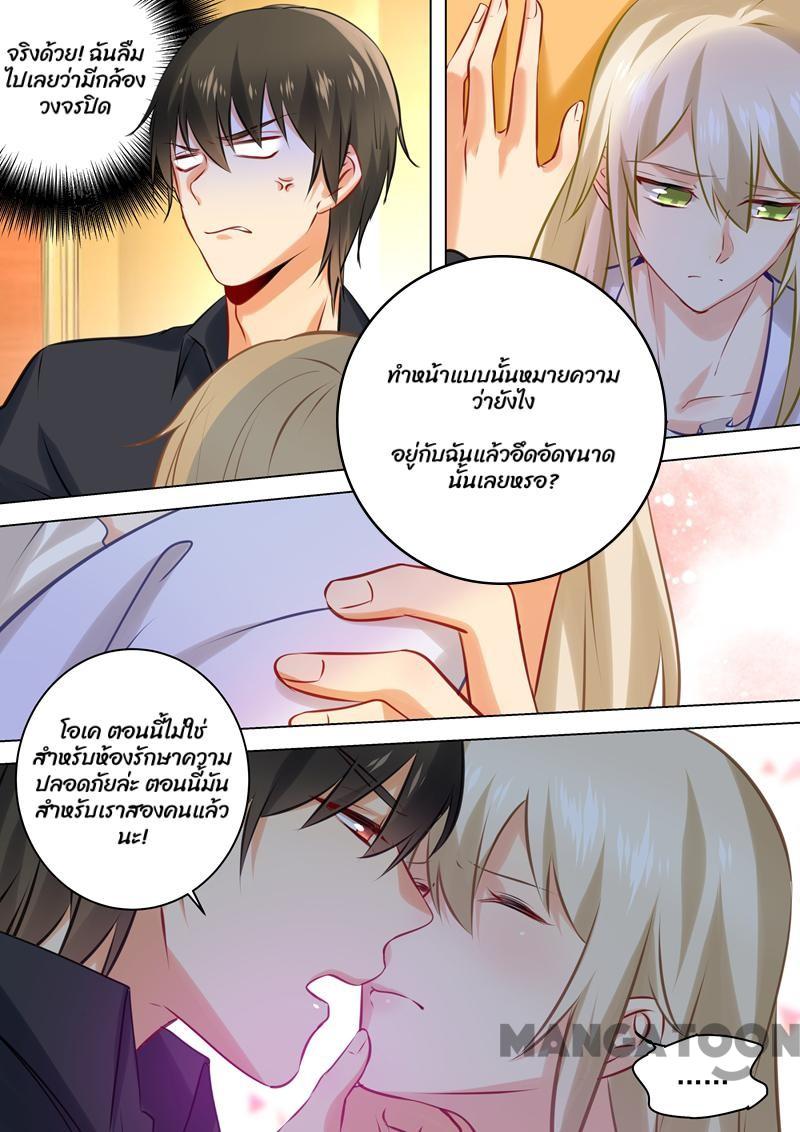 จริงด้วย! ฉันลืม
ไปเลยว่ามีกล้อง
วงจรปิด
ทำหน้าแบบนั้นหมายความ
ว่ายังไง
อยู่กับฉันแล้วอึดอัดขนาด
นั้นเลยหรอ?
โอเค ตอนนี้ไม่ใช่
สำหรับห้องรักษาความ
ปลอดภัยล่ะ ตอนนี้มัน
สำหรับเราสองคนแล้ว
นะ!
MANGATOON
......